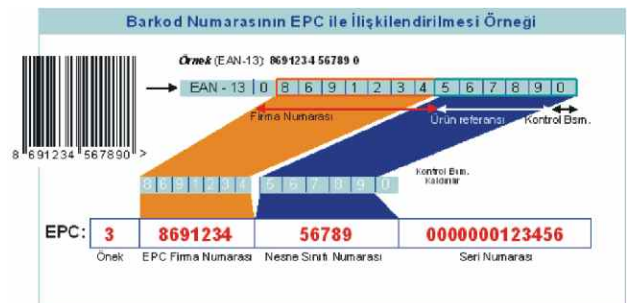 Barkod Numarasının EPC ile İlişkilendirilmesi Örneği
Örnek (EAN-13): 8691234 56789 0
EAN - 13 0 8 6 9 1 2 3 4 5 6 7 8 9 0
Firma Numarası Ürün referansı Kontrol Bsm.
8 691234 567890 >
Kontrol Bsm.
Kaldırılır
8 6 9 1 2 3 4 5 6 7 8 9 0
EPC: 3 8691234 56789 0000000123456
Önek EPC Firma Numarası Nesne Sınıfı Numarası Seri Numarası